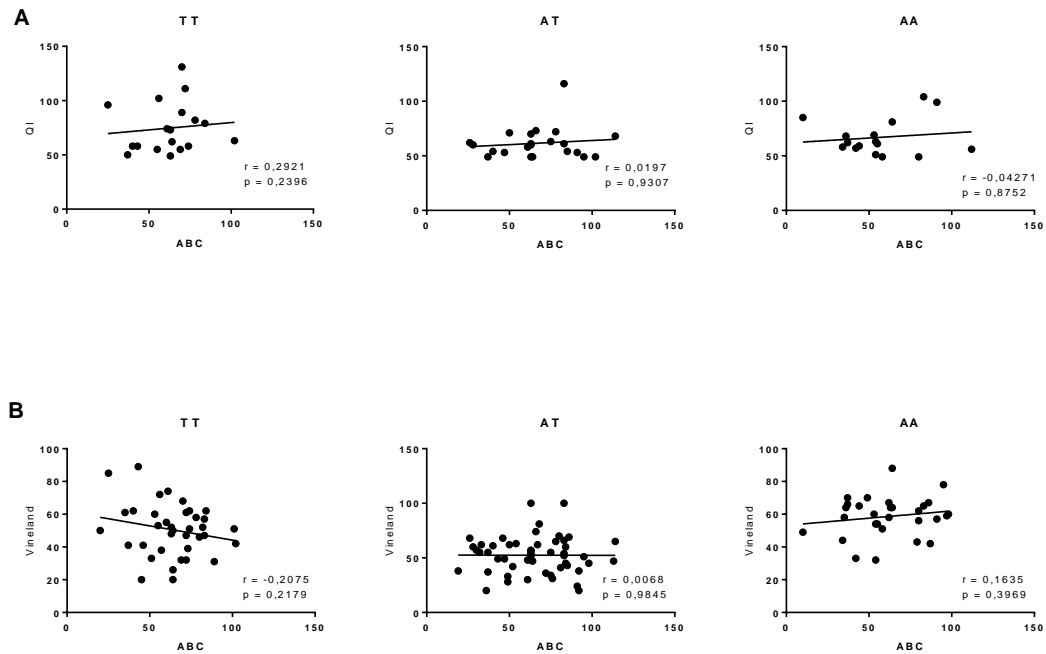 A
TT
150
100
50
0
QI
0
50
100
150
ABC
r = 0,2921
p = 0,2396
AT
150
100
50
0
QI
0
50
100
150
ABC
r = 0,0197
p = 0,9307
AA
150
100
50
0
QI
0
50
100
150
ABC
r = -0,04271
p = 0,8752
B
TT
100
80
60
40
20
0
Vineland
0
50
100
150
ABC
r = -0,2075
p = 0,2179
AT
150
100
50
0
Vineland
0
50
100
150
ABC
r = 0,0068
p = 0,9845
AA
100
80
60
40
20
0
Vineland
0
50
100
150
ABC
r = 0,1635
p = 0,3969